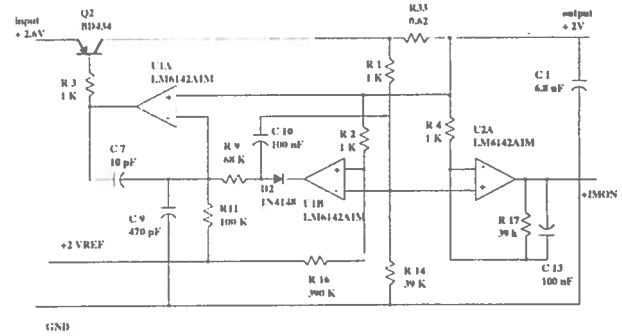 Q2
BD434
input
+ 2.6V
R33
0.62
output
+ 2V
U1A
LM6142AIM
R 3
1 K
R 1
1 K
C 1
6.8 uF
C 10
100 nF
R 2
1 K
R 4
1 K
U2A
LM6142AIM
C 7
10 pF
R 9
68 K
D2
1N4148
U1B
LM6142AIM
+IMON
C 9
470 pF
R11
100 K
R 17
39 k
+2 VREF
R 16
390 K
R 14
39 K
C 13
100 nF
GND